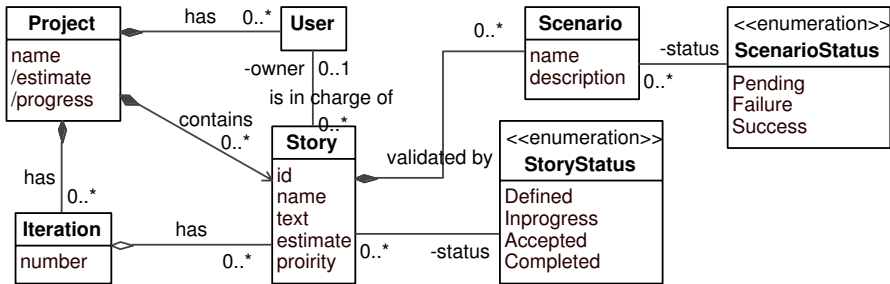 Project
name
/estimate
/progress
has
0..*
User
-owner
0..1
is in charge of
0..*
contains
0..*
Story
id
name
text
estimate
proirity
has
0..*
Iteration
number
has
0..*
validated by
0..*
Scenario
name
description
-status
0..*
<<enumeration>>
ScenarioStatus
Pending
Failure
Success
<<enumeration>>
StoryStatus
Defined
Inprogress
Accepted
Completed
0..*
-status